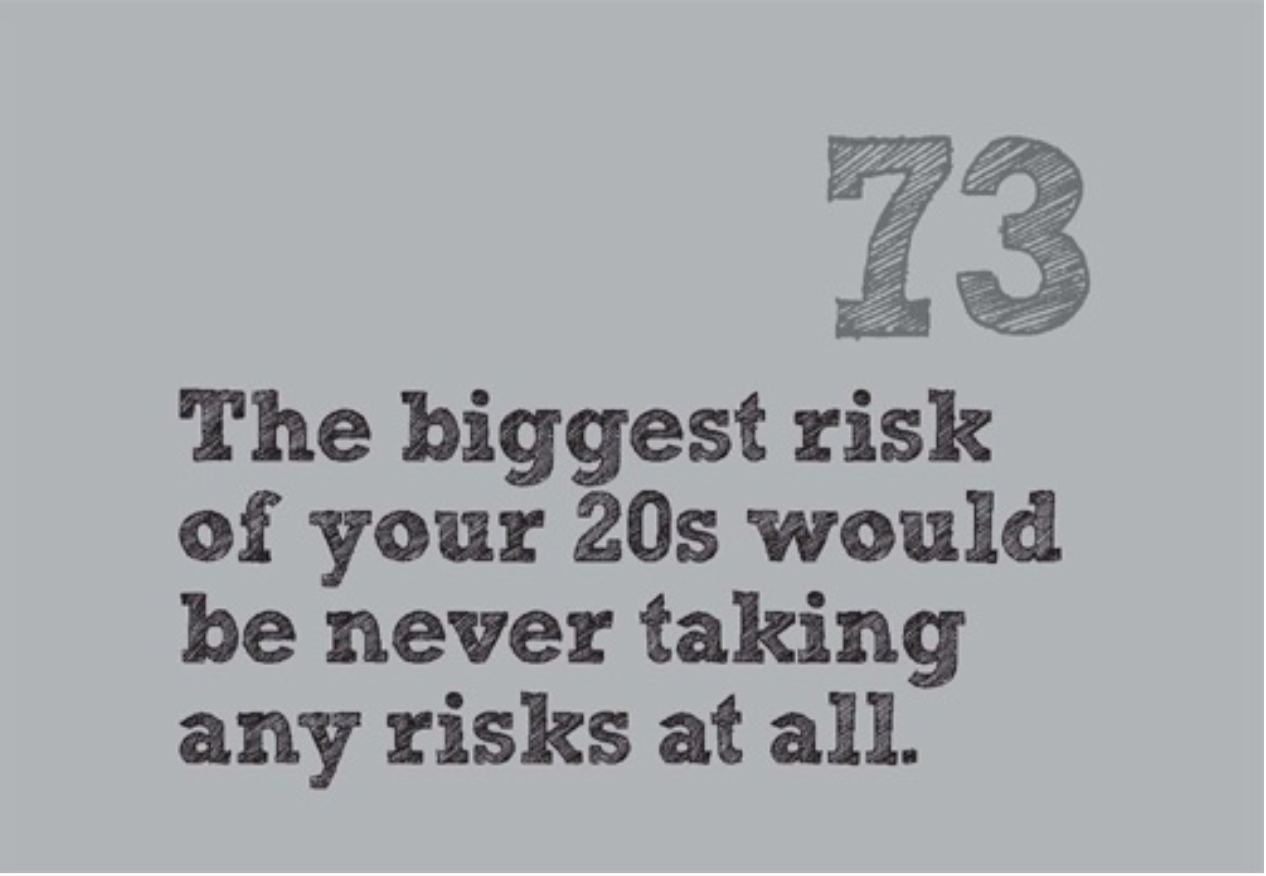 73
The biggest risk
of your 20s would
be never taking
any risks at all.